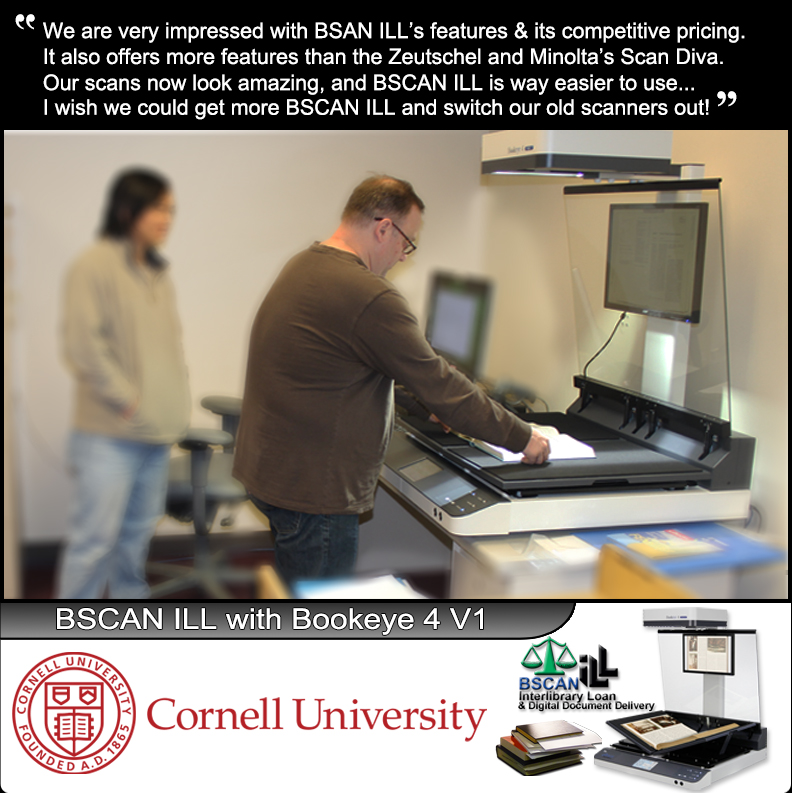 “ We are very impressed with BSAN ILL’s features & its competitive pricing.
It also offers more features than the Zeutschel and Minolta’s Scan Diva.
Our scans now look amazing, and BSCAN ILL is way easier to use...
I wish we could get more BSCAN ILL and switch our old scanners out! ”
BSCAN ILL with Bookeye 4 V1
CORNELL UNIVERSITY
FOUNDED A.D. 1865
Cornell University
BSCAN ILL
Interlibrary Loan
& Digital Document Delivery